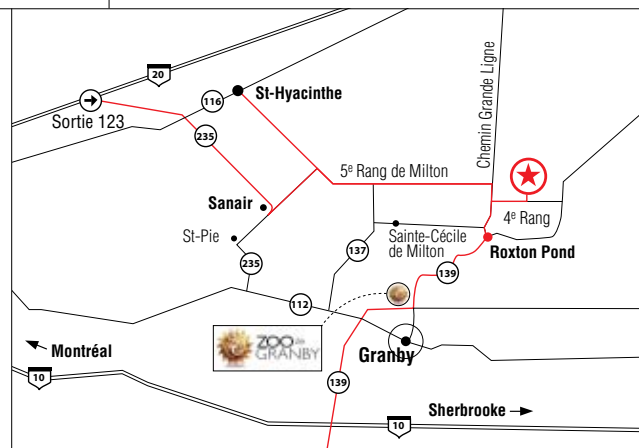 20
Sortie 123
116
St-Hyacinthe
235
Chemin Grande Ligne
5e Rang de Milton
4e Rang
Sanair
St-Pie
235
137
Sainte-Cécile
de Milton
Roxton Pond
139
112
ZOO de
GRANBY
Granby
Montréal
10
139
Sherbrooke
10